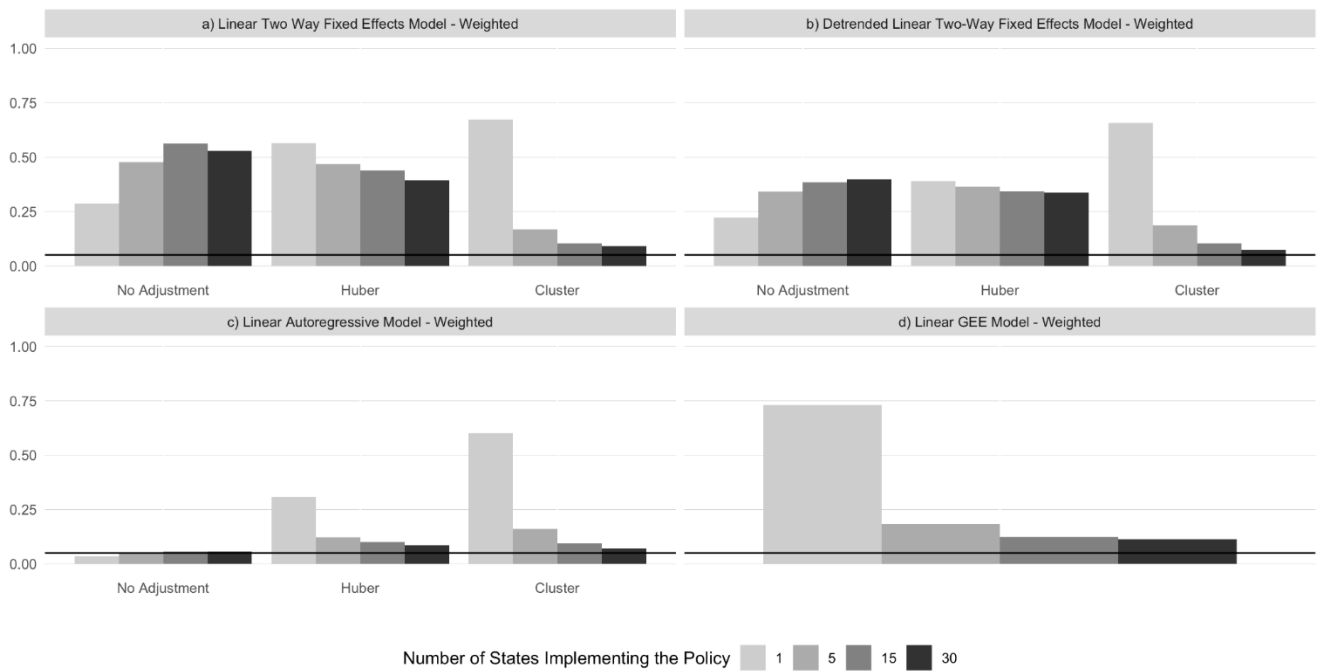 a) Linear Two Way Fixed Effects Model - Weighted
b) Detrended Linear Two-Way Fixed Effects Model - Weighted
1.00
0.75
0.50
0.25
0.00
No Adjustment
Huber
Cluster
No Adjustment
Huber
Cluster
c) Linear Autoregressive Model - Weighted
d) Linear GEE Model - Weighted
1.00
0.75
0.50
0.25
0.00
No Adjustment
Huber
Cluster
Number of States Implementing the Policy 1 5 15 30